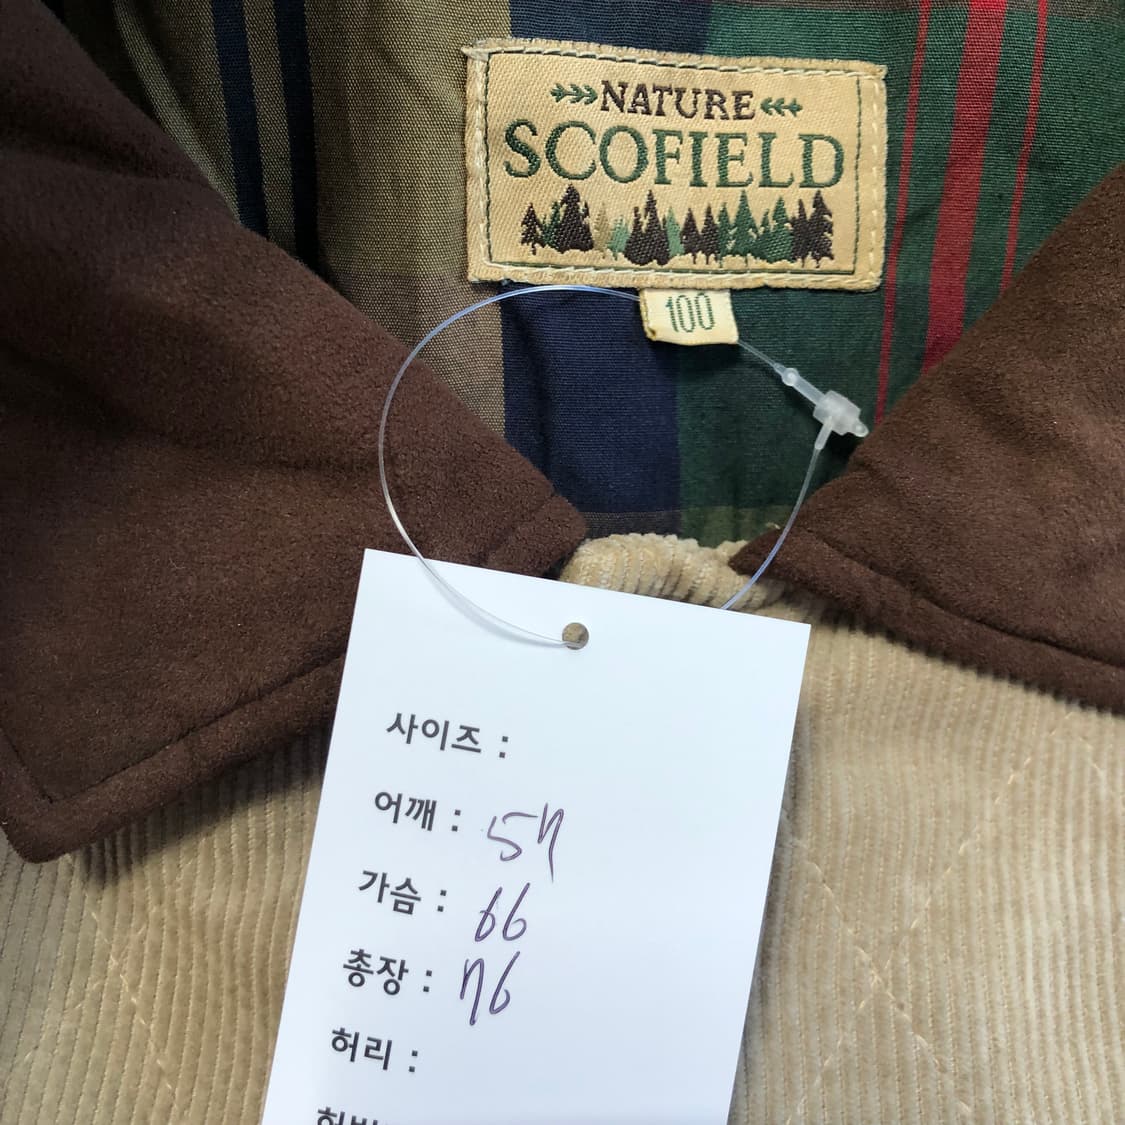 NATURE
SCOFIELD
100
사이즈 :
어깨 : 57
가슴 : 66
총장 : 76
허리 :